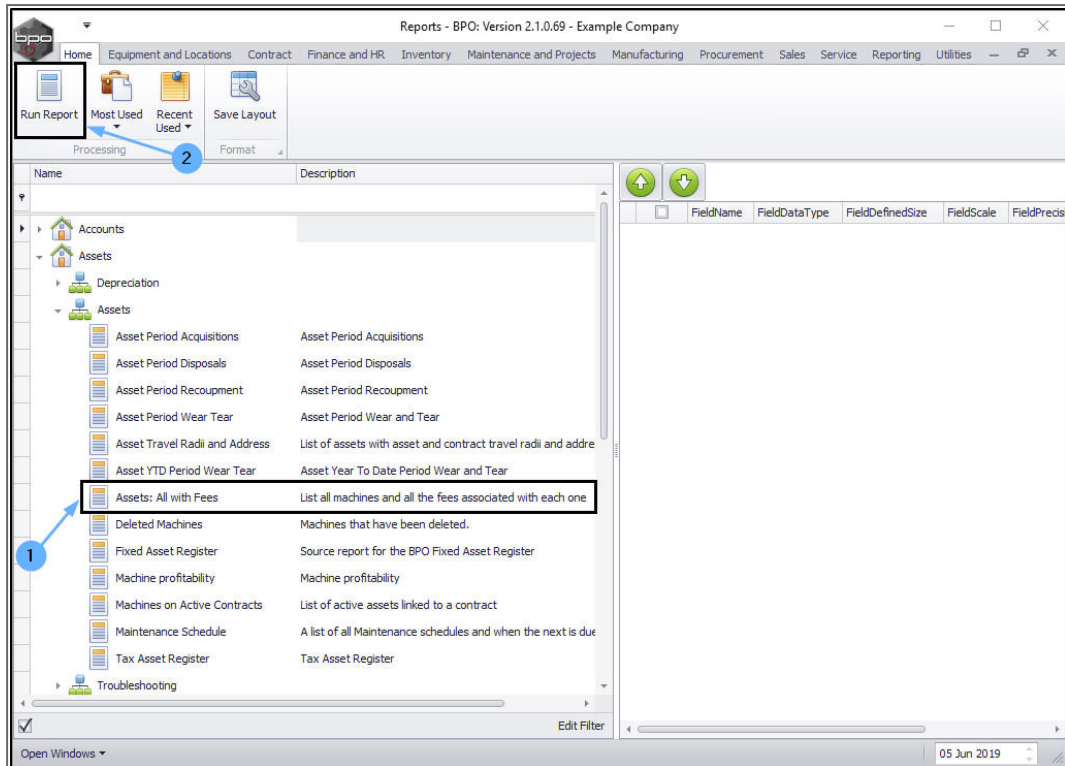 Reports - BPO: Version 2.1.0.69 - Example Company
bpo
Home Equipment and Locations Contract Finance and HR Inventory Maintenance and Projects Manufacturing Procurement Sales Service Reporting Utilities
Run Report Most Used Recent Used Save Layout
Processing Format
2
Name Description
FieldName FieldDataType FieldDefinedSize FieldScale FieldPrecis
Accounts
Assets
Depreciation
Assets
Asset Period Acquisitions Asset Period Acquisitions
Asset Period Disposals Asset Period Disposals
Asset Period Recoupment Asset Period Recoupment
Asset Period Wear Tear Asset Period Wear and Tear
Asset Travel Radii and Address List of assets with asset and contract travel radii and addre
Asset YTD Period Wear Tear Asset Year To Date Period Wear and Tear
Assets: All with Fees List all machines and all the fees associated with each one
Deleted Machines Machines that have been deleted.
1
Fixed Asset Register Source report for the BPO Fixed Asset Register
Machine profitability Machine profitability
Machines on Active Contracts List of active assets linked to a contract
Maintenance Schedule A list of all Maintenance schedules and when the next is due
Tax Asset Register Tax Asset Register
Troubleshooting
Edit Filter
Open Windows 05 Jun 2019